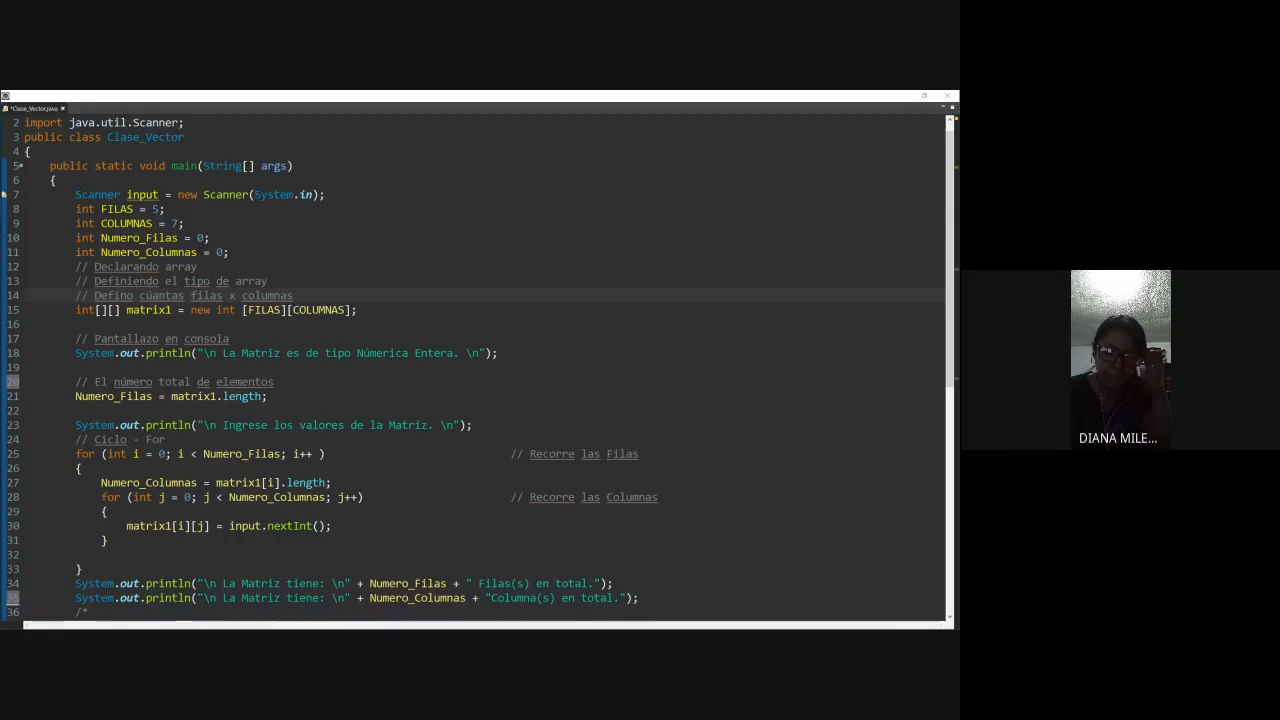 *Clase_Vector.java
2 import java.util.Scanner;
3 public class Clase_Vector
4 {
5 public static void main(String[] args)
6 {
7 Scanner input = new Scanner(System.in);
8 int FILAS = 5;
9 int COLUMNAS = 7;
10 int Numero_Filas = 0;
11 int Numero_Columnas = 0;
12 // Declarando array
13 // Definiendo el tipo de array
14 // Defino cúantas filas x columnas
15 int[][] matrix1 = new int [FILAS][COLUMNAS];
16
17 // Pantallazo en consola
18 System.out.println("\n La Matriz es de tipo Númerica Entera. \n");
19
20 // El número total de elementos
21 Numero_Filas = matrix1.length;
22
23 System.out.println("\n Ingrese los valores de la Matriz. \n");
24 // Ciclo - For
25 for (int i = 0; i < Numero_Filas; i++ ) // Recorre las Filas
26 {
27 Numero_Columnas = matrix1[i].length;
28 for (int j = 0; j < Numero_Columnas; j++) // Recorre las Columnas
29 {
30 matrix1[i][j] = input.nextInt();
31 }
32
33 }
34 System.out.println("\n La Matriz tiene: \n" + Numero_Filas + " Filas(s) en total.");
35 System.out.println("\n La Matriz tiene: \n" + Numero_Columnas + "Columna(s) en total.");
36 /*
DIANA MILE...